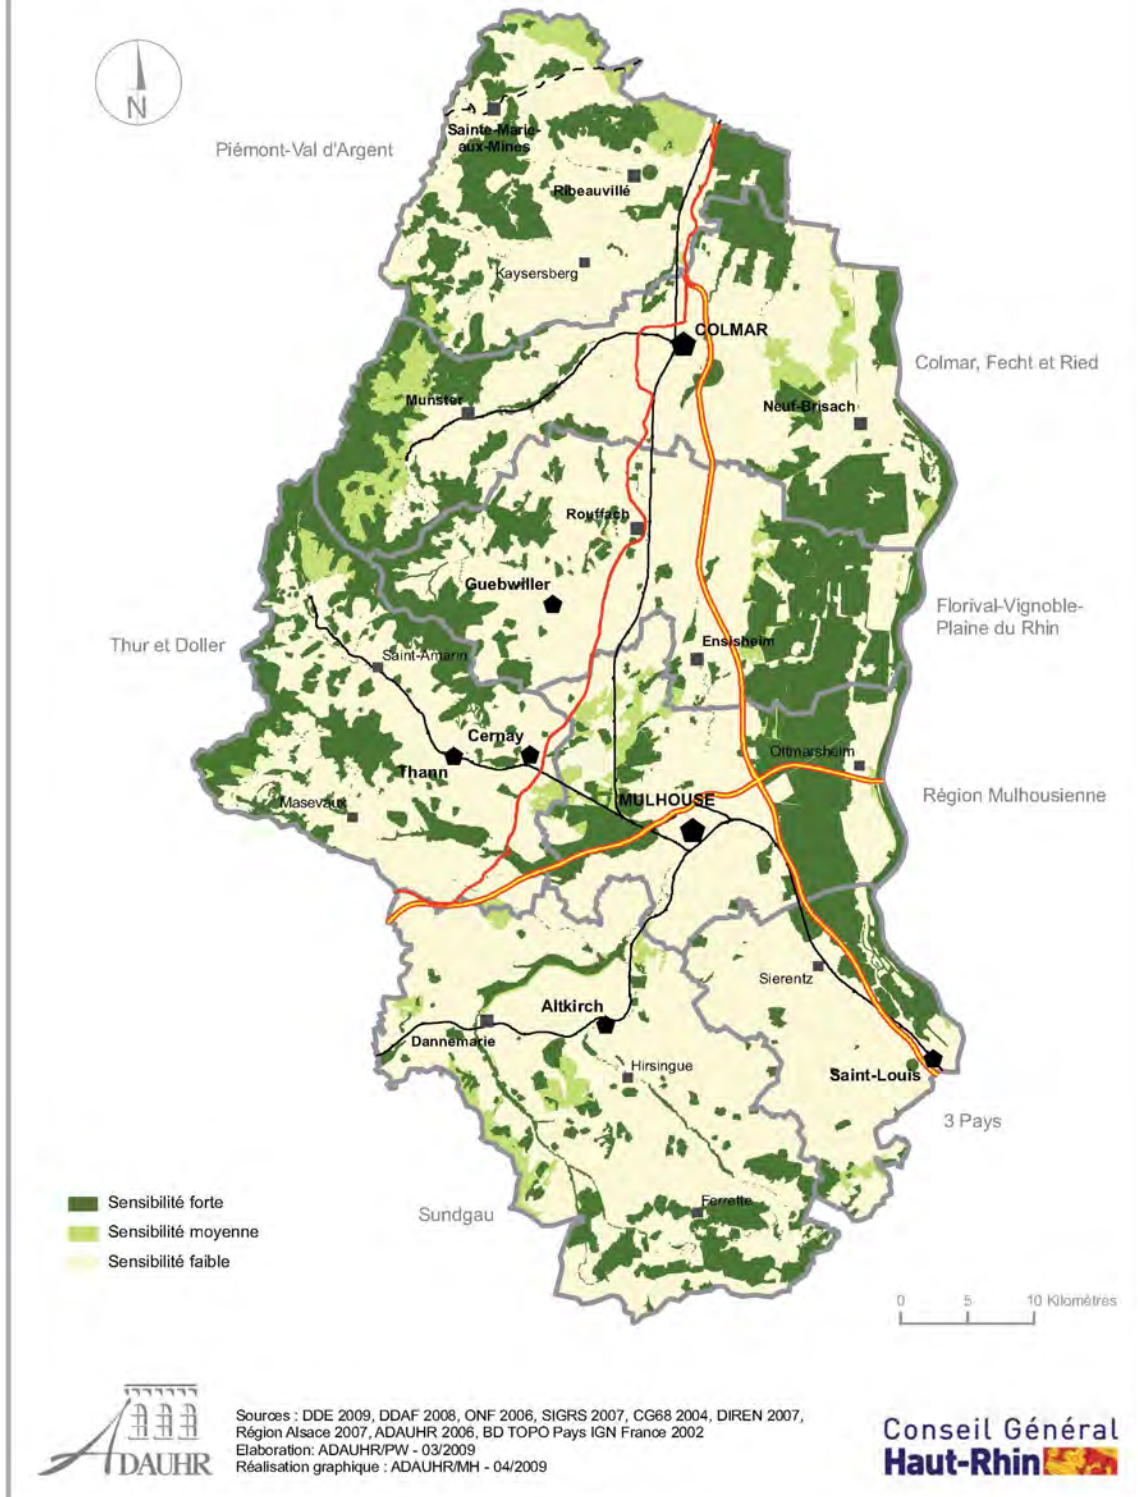 N
Piémont-Val d'Argent
Sainte-Marie-
aux-Mines
Ribeauvillé
Kaysersberg
COLMAR
Colmar, Fecht et Ried
Munster
Neuf-Brisach
Rouffach
Guebwiller
Florival-Vignoble-
Plaine du Rhin
Thur et Doller
Ensisheim
Saint-Amarin
Cernay
Ottmarsheim
Thann
Région Mulhousienne
Masevaux
MULHOUSE
Sierentz
Altkirch
Dannemarie
Hirsingue
Saint-Louis
3 Pays
Sundgau
Ferrette
Sensibilité forte
Sensibilité moyenne
Sensibilité faible
0 5 10 Kilomètres
ADAUHR
Sources : DDE 2009, DDAF 2008, ONF 2006, SIGRS 2007, CG68 2004, DIREN 2007,
Région Alsace 2007, ADAUHR 2006, BD TOPO Pays IGN France 2002
Elaboration: ADAUHR/PW - 03/2009
Réalisation graphique : ADAUHR/MH - 04/2009
Conseil Général
Haut-Rhin